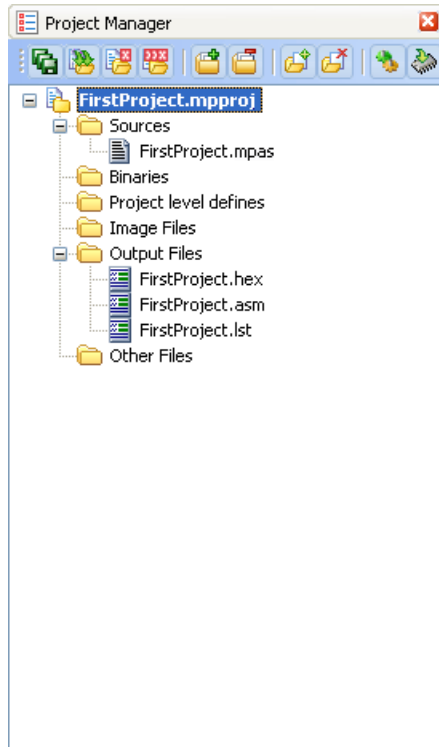 Project Manager
FirstProject.mpproj
Sources
FirstProject.mpas
Binaries
Project level defines
Image Files
Output Files
FirstProject.hex
FirstProject.asm
FirstProject.lst
Other Files